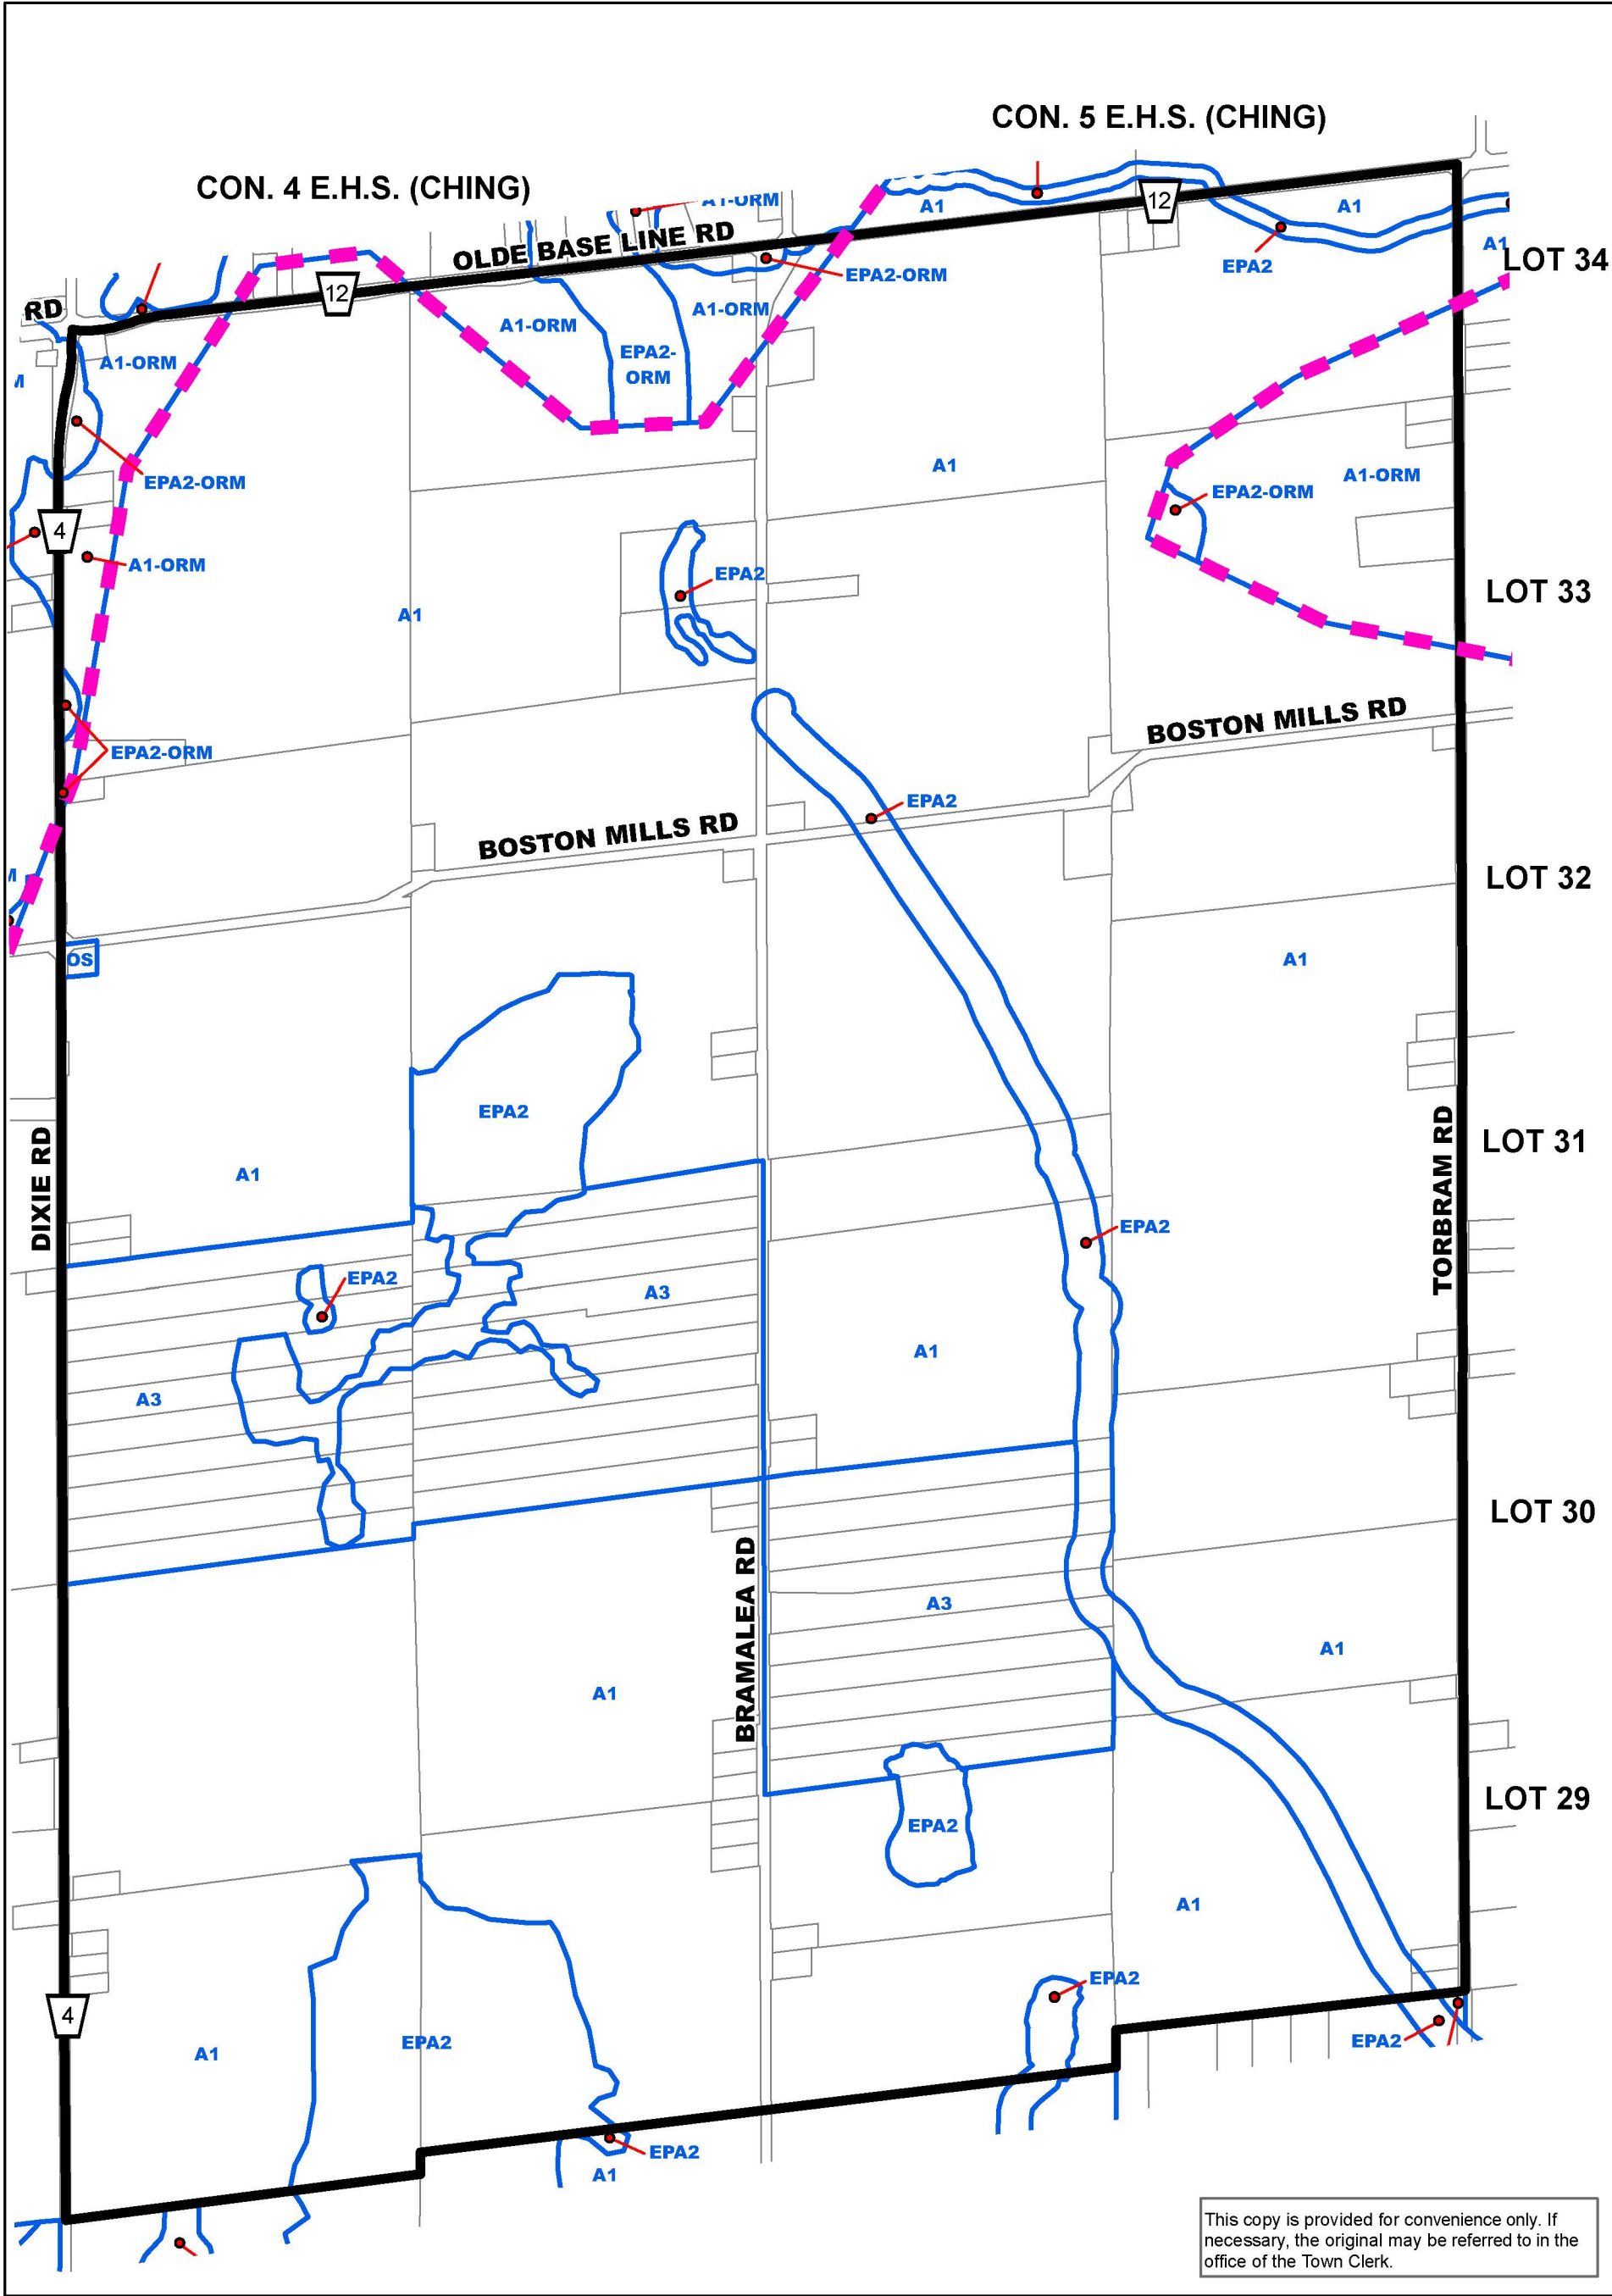 CON. 5 E.H.S. (CHING)
CON. 4 E.H.S. (CHING)
A1-ORM
A1
12
A1
OLDE BASE LINE RD
A1
LOT 34
EPA2-ORM
EPA2
12
RD
A1-ORM
A1-ORM
EPA2-
ORM
A1-ORM
M
A1
A1-ORM
EPA2-ORM
EPA2-ORM
4
A1-ORM
EPA2
LOT 33
A1
BOSTON MILLS RD
EPA2-ORM
EPA2
BOSTON MILLS RD
M
LOT 32
OS
A1
EPA2
LOT 31
DIXIE RD
TORBRAM RD
A1
EPA2
EPA2
A3
A1
A3
LOT 30
BRAMALEA RD
A3
A1
A1
LOT 29
EPA2
A1
EPA2
4
EPA2
A1
EPA2
EPA2
A1
This copy is provided for convenience only. If
necessary, the original may be referred to in the
office of the Town Clerk.